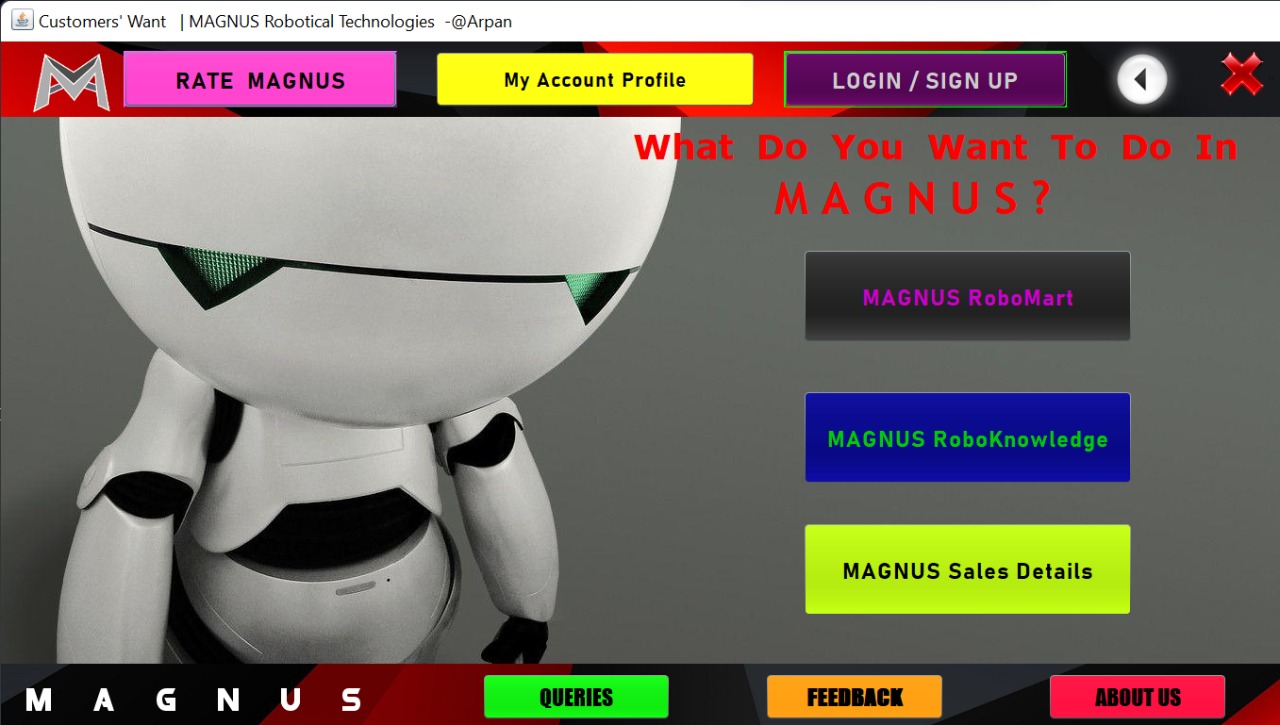 Customers' Want | MAGNUS Robotical Technologies -@Arpan
RATE MAGNUS
My Account Profile
LOGIN / SIGN UP
What Do You Want To Do In
MAGNUS?
MAGNUS RoboMart
MAGNUS RoboKnowledge
MAGNUS Sales Details
MAGNUS
QUERIES
FEEDBACK
ABOUT US